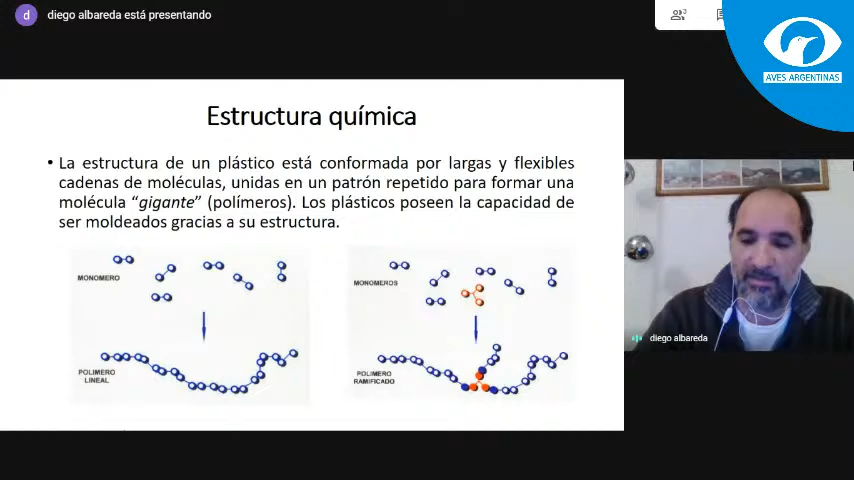 d
diego albareda está presentando
3
AVES ARGENTINAS
Estructura química
• La estructura de un plástico está conformada por largas y flexibles
cadenas de moléculas, unidas en un patrón repetido para formar una
molécula “gigante” (polímeros). Los plásticos poseen la capacidad de
ser moldeados gracias a su estructura.
MONOMERO
POLIMERO
LINEAL
MONOMEROS
POLIMERO
RAMIFICADO
diego albareda